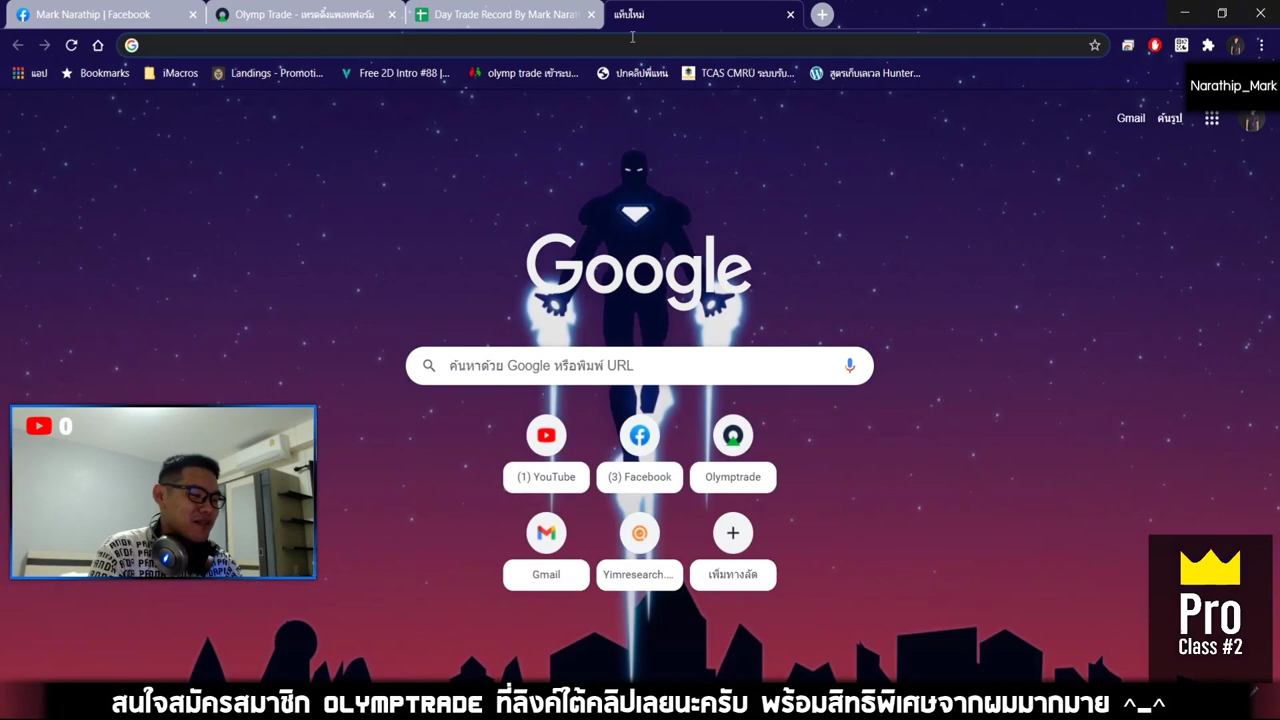 Mark Narathip | Facebook
Olymp Trade - เทรดดิ้งแพลทฟอร์ม
Day Trade Record By Mark Narat
แท็บใหม่
แอป
Bookmarks
iMacros
Landings - Promoti...
Free 2D Intro #88 |...
olymp trade เข้าระบ...
ปกคลิปพี่แทน
TCAS CMRU ระบบรับ...
สูตรเก็บเลเวล Hunter...
Narathip_Mark
Gmail
ค้นรูป
Google
ค้นหาด้วย Google หรือพิมพ์ URL
0
(1) YouTube
(3) Facebook
Olymptrade
Gmail
Yimresearch....
เพิ่มทางลัด
Pro
Class #2
สนใจสมัครสมาชิก OLYMPTRADE ที่ลิงค์ใต้คลิปเลยนะครับ พร้อมสิทธิพิเศษจากผมมากมาย ^_^